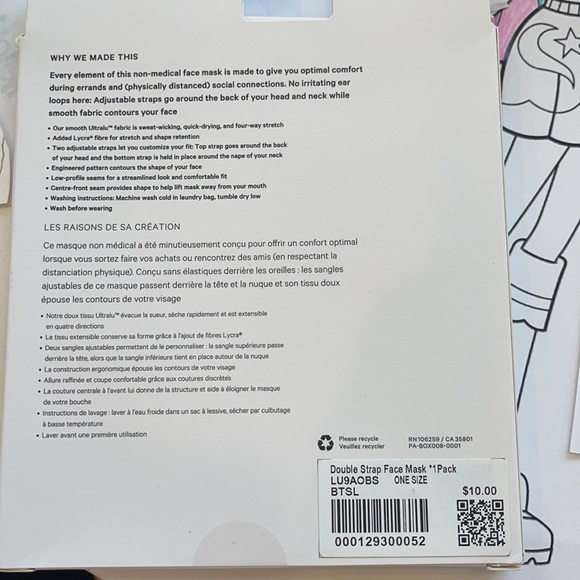 WHY WE MADE THIS
Every element of this non-medical face mask is made to give you optimal comfort
during errands and (physically distanced) social connections. No irritating ear
loops here: Adjustable straps go around the back of your head and neck while
smooth fabric contours your face
• Our smooth Ultralu™ fabric is sweat-wicking, quick-drying, and four-way stretch
• Added Lycra® fibre for stretch and shape retention
• Two adjustable straps let you customize your fit: Top strap goes around the back
of your head and the bottom strap is held in place around the nape of your neck
• Engineered pattern contours the shape of your face
• Low-profile seams for a streamlined look and comfortable fit
• Centre-front seam provides shape to help lift mask away from your mouth
• Washing instructions: Machine wash cold in laundry bag, tumble dry low
• Wash before wearing
LES RAISONS DE SA CRÉATION
Ce masque non médical a été minutieusement conçu pour offrir un confort optimal
lorsque vous sortez faire vos achats ou rencontrez des amis (en respectant la
distanciation physique). Conçu sans élastiques derrière les oreilles : les sangles
ajustables de ce masque passent derrière la tête et la nuque et son tissu doux
épouse les contours de votre visage
• Notre doux tissu Ultralu™ évacue la sueur, sèche rapidement et est extensible
en quatre directions
• Le tissu extensible conserve sa forme grâce à l'ajout de fibres Lycra®
• Deux sangles ajustables permettent de le personnaliser : la sangle supérieure passe
derrière la tête, alors que la sangle inférieure tient en place autour de la nuque
• La construction ergonomique épouse les contours de votre visage
• Allure raffinée et coupe confortable grâce aux coutures discrètes
• La couture centrale à l'avant lui donne de la structure et aide à éloigner le masque
de votre bouche
• Instructions de lavage : laver à l'eau froide dans un sac à lessive, sécher par culbutage
à basse température
• Laver avant une première utilisation
Please recycle
Veuillez recycler
RN106259 / CA35801
PA-BOX008-0001
Double Strap Face Mask *1Pack
LU9AOBS ONE SIZE
BTSL $10.00
000129300052